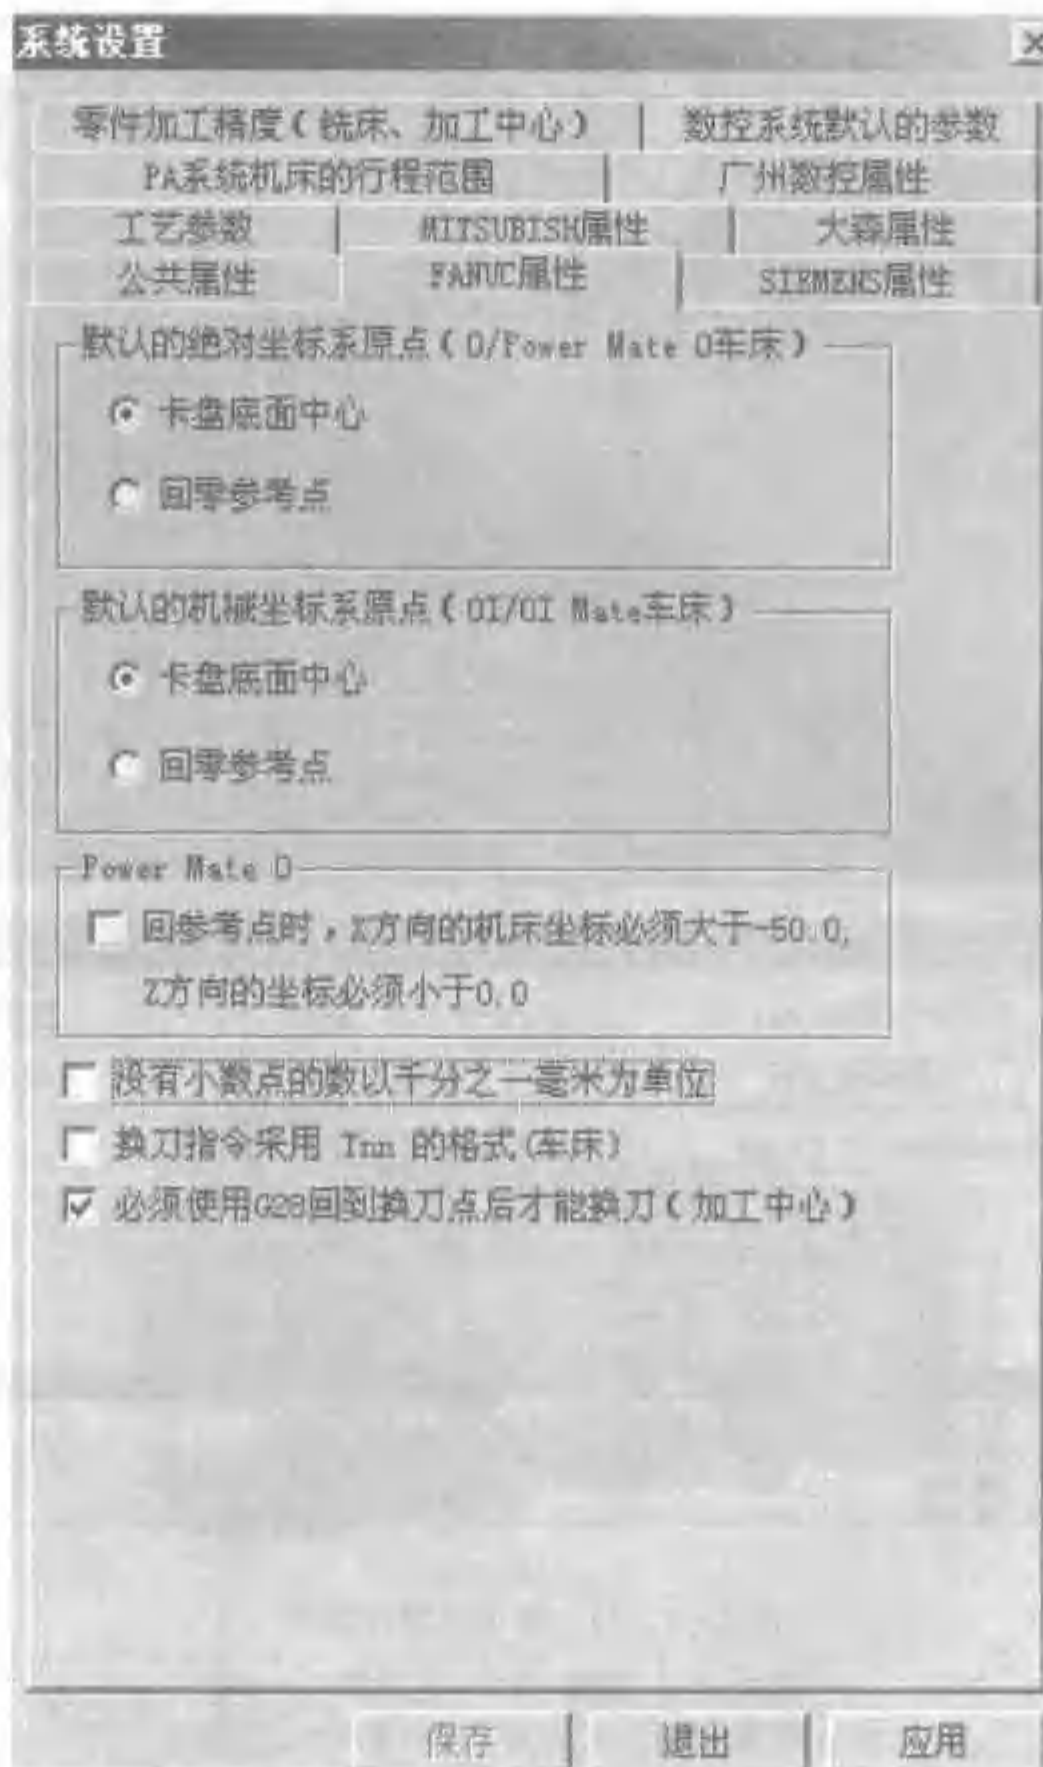 系统设置
零件加工精度(铣床、加工中心) 数控系统默认的参数
PA系统机床的行程范围 广州数控属性
工艺参数 MITSUBISH属性 大森属性
公共属性 FANUC属性 SIEMENS属性
默认的绝对坐标系原点(0/Power Mate 0车床)
卡盘底面中心
回零参考点
默认的机械坐标系原点(0I/0I Mate车床)
卡盘底面中心
回零参考点
Power Mate 0
回参考点时,X方向的机床坐标必须大于-50.0,
Z方向的坐标必须小于0.0
没有小数点的数以千分之一毫米为单位
换刀指令采用 Tnn 的格式(车床)
必须使用G28回到换刀点后才能换刀(加工中心)
保存 退出 应用